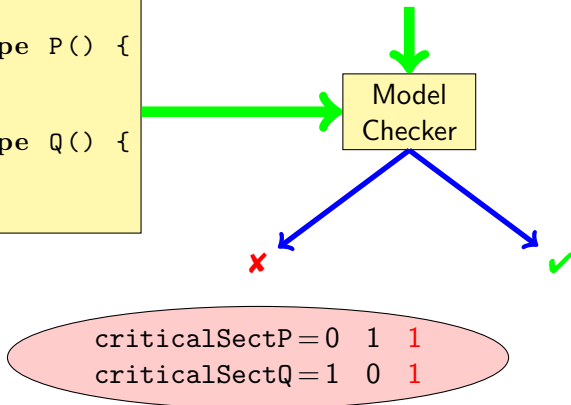 pe P() {
Model
Checker
pe Q() {
✘
✔
criticalSectP=0 1 1
criticalSectQ=1 0 1